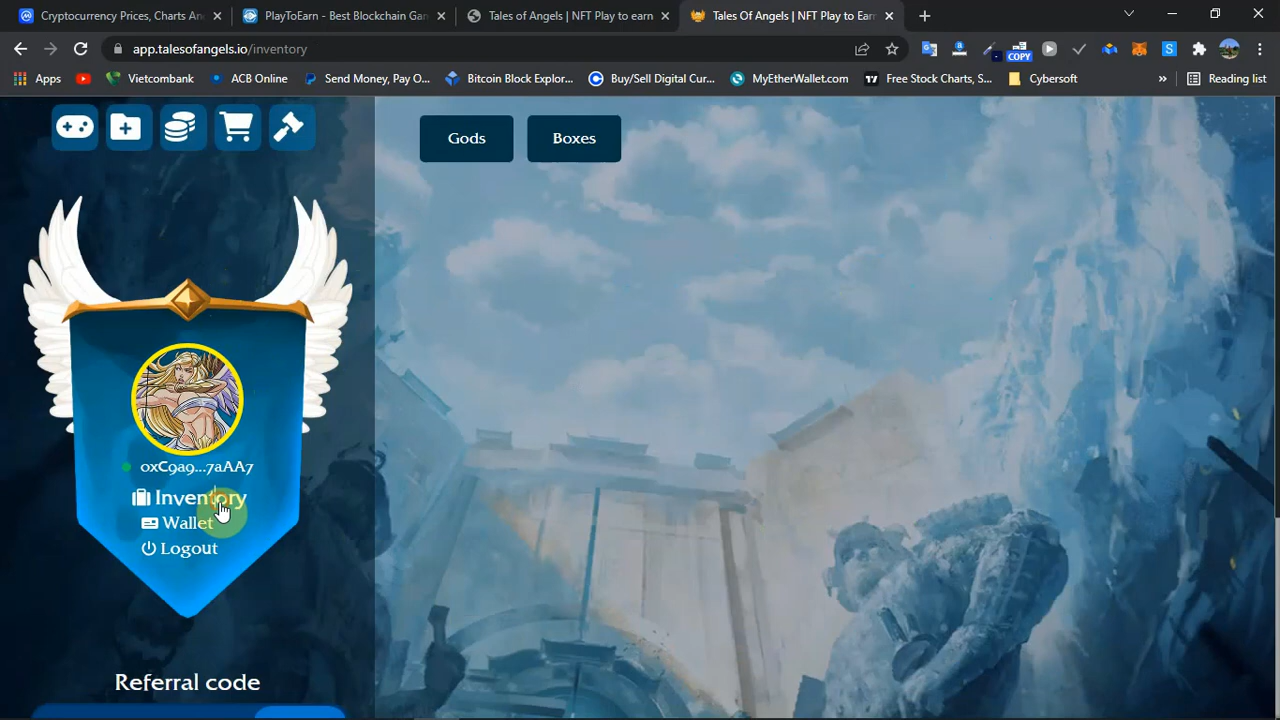 Cryptocurrency Prices, Charts An
PlayToEarn - Best Blockchain Gam
Tales of Angels | NFT Play to earn
Tales Of Angels | NFT Play to Earn
app.talesofangels.io/inventory
COPY
Apps
Vietcombank
ACB Online
Send Money, Pay O...
Bitcoin Block Explor...
Buy/Sell Digital Cur...
MyEtherWallet.com
Free Stock Charts, S...
Cybersoft
Reading list
Gods
Boxes
0xC9a9...7aAA7
Inventory
Wallet
Logout
Referral code